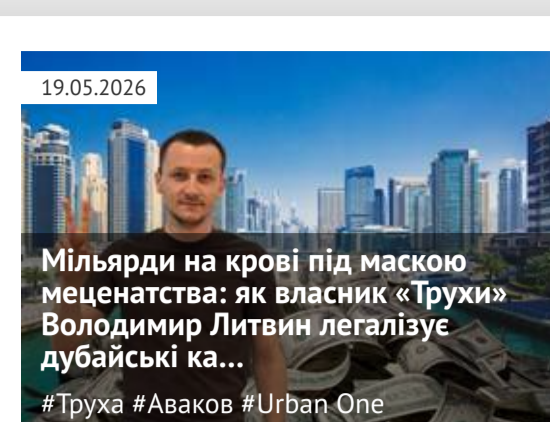 19.05.2026
Мільярди на крові під маскою
меценатства: як власник «Трухи»
Володимир Литвин легалізує
дубайські ка...
#Труха #Аваков #Urban One